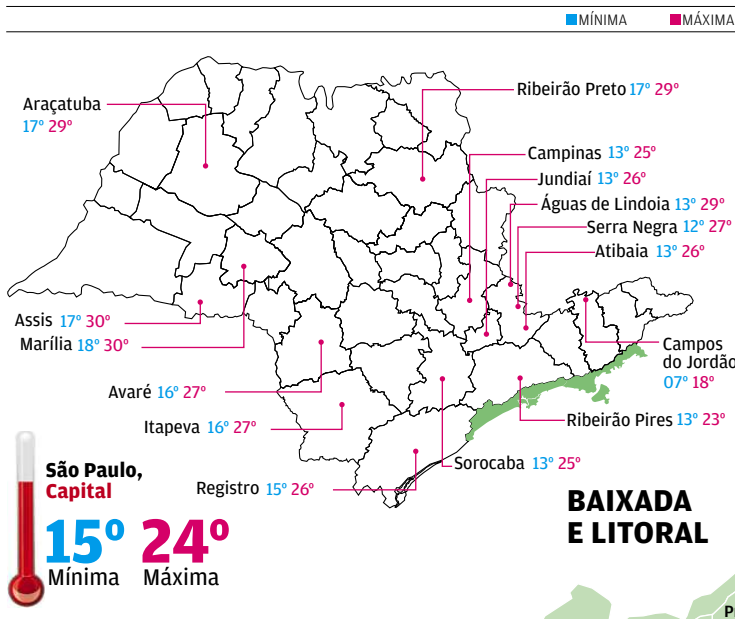 MÍNIMA MÁXIMA
Araçatuba
17º 29º
Ribeirão Preto 17º 29º
Campinas 13º 25º
Jundiaí 13º 26º
Águas de Lindoia 13º 29º
Serra Negra 12º 27º
Atibaia 13º 26º
Assis 17º 30º
Marília 18º 30º
Campos
do Jordão
07º 18º
Avaré 16º 27º
Itapeva 16º 27º
Ribeirão Pires 13º 23º
Sorocaba 13º 25º
Registro 15º 26º
São Paulo,
Capital
15º 24º
Mínima Máxima
BAIXADA
E LITORAL